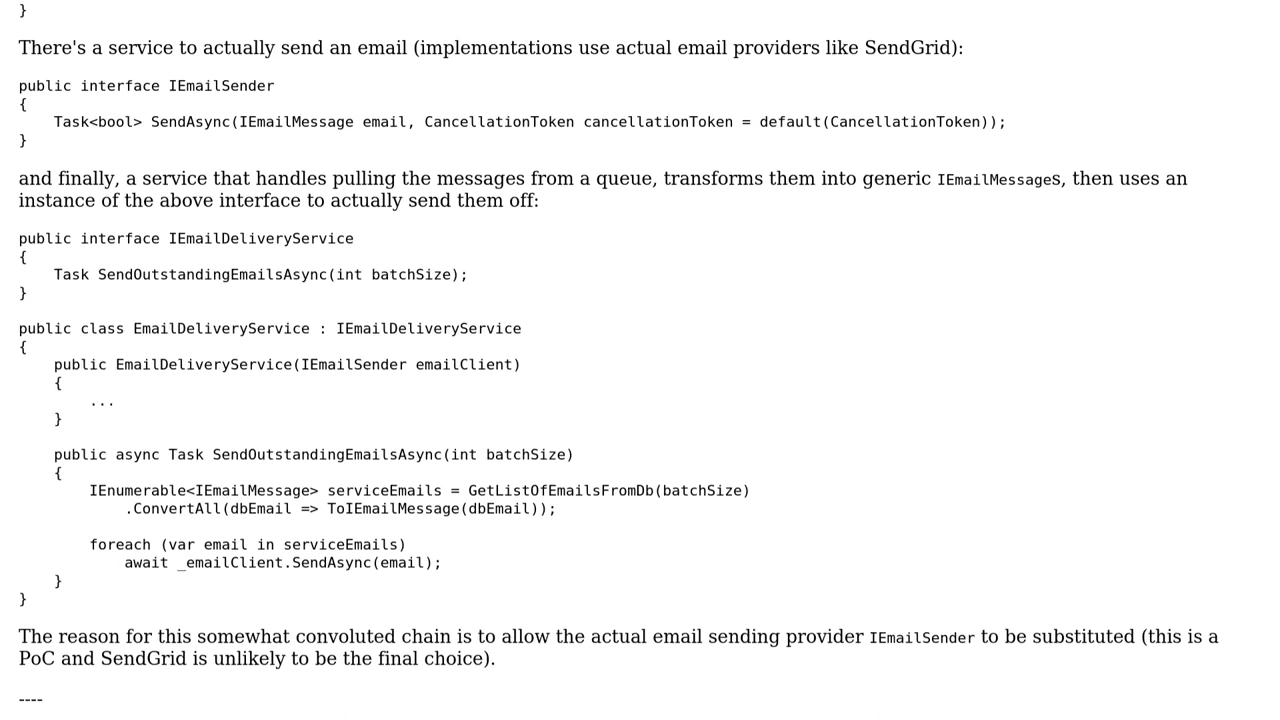 }
There's a service to actually send an email (implementations use actual email providers like SendGrid):
public interface IEmailSender
{
    Task<bool> SendAsync(IEmailMessage email, CancellationToken cancellationToken = default(CancellationToken));
}
and finally, a service that handles pulling the messages from a queue, transforms them into generic IEmailMessages, then uses an
instance of the above interface to actually send them off:
public interface IEmailDeliveryService
{
    Task SendOutstandingEmailsAsync(int batchSize);
}
public class EmailDeliveryService : IEmailDeliveryService
{
    public EmailDeliveryService(IEmailSender emailClient)
    {
        ...
    }
    public async Task SendOutstandingEmailsAsync(int batchSize)
    {
        IEnumerable<IEmailMessage> serviceEmails = GetListOfEmailsFromDb(batchSize)
            .ConvertAll(dbEmail => ToIEmailMessage(dbEmail));
        foreach (var email in serviceEmails)
            await _emailClient.SendAsync(email);
    }
}
The reason for this somewhat convoluted chain is to allow the actual email sending provider IEmailSender to be substituted (this is a
PoC and SendGrid is unlikely to be the final choice).
----